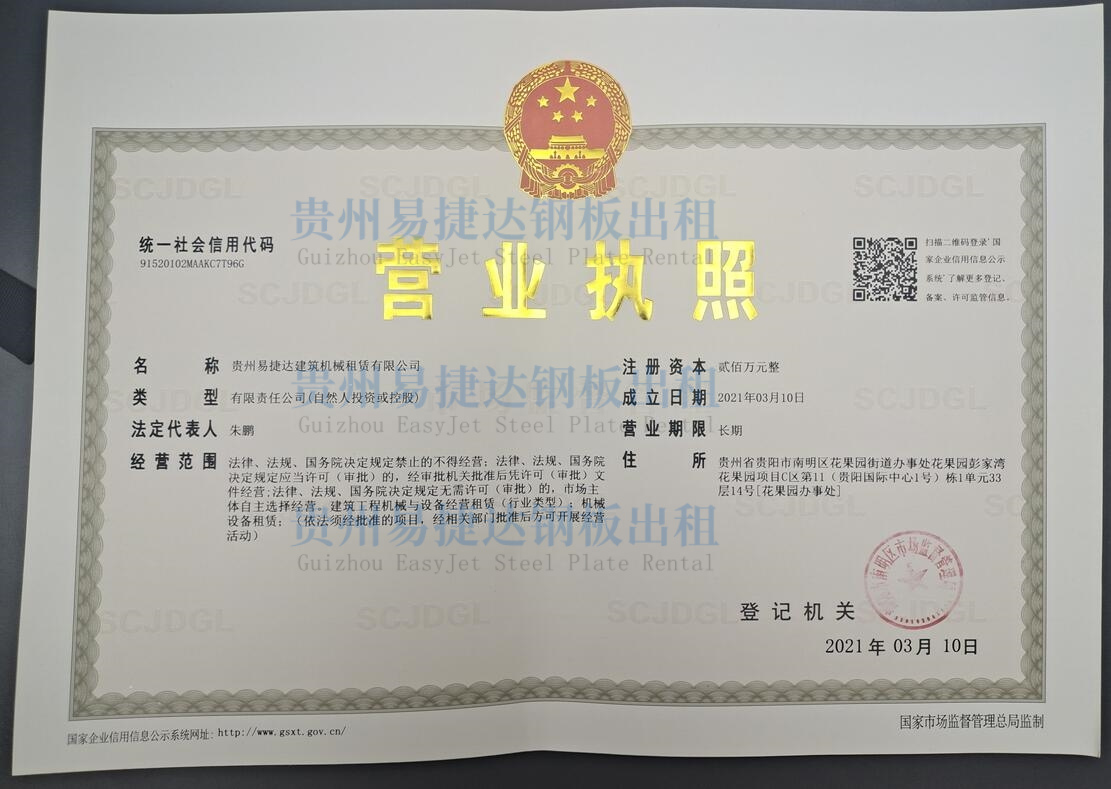 贵州易捷达钢板出租
Guizhou EasyJet Steel Plate Rental
统一社会信用代码
91520102MAAKC7T96G
营业执照
扫描二维码登录'国
家企业信用信息公示
系统'了解更多登记、
备案、许可监管信息。
名 称 贵州易捷达建筑机械租赁有限公司
类 型 有限责任公司(自然人投资或控股)
法定代表人 朱鹏
经营范围 法律、法规、国务院决定规定禁止的不得经营；法律、法规、国务院
决定规定应当许可（审批）的，经审批机关批准后凭许可（审批）文
件经营;法律、法规、国务院决定规定无需许可（审批）的，市场主
体自主选择经营。建筑工程机械与设备经营租赁（行业类型）；机械
设备租赁；（依法须经批准的项目，经相关部门批准后方可开展经营
活动）
注册资本 贰佰万元整
成立日期 2021年03月10日
营业期限 长期
住 所 贵州省贵阳市南明区花果园街道办事处花果园彭家湾
花果园项目C区第11（贵阳国际中心1号）栋1单元33
层14号[花果园办事处]
贵州易捷达钢板出租
Guizhou EasyJet Steel Plate Rental
贵州易捷达钢板出租
Guizhou EasyJet Steel Plate Rental
南明区市场监督管理
登记机关
2021年03月10日
国家企业信用信息公示系统网址: http://www.gsxt.gov.cn/
国家市场监督管理总局监制
SCJDGL